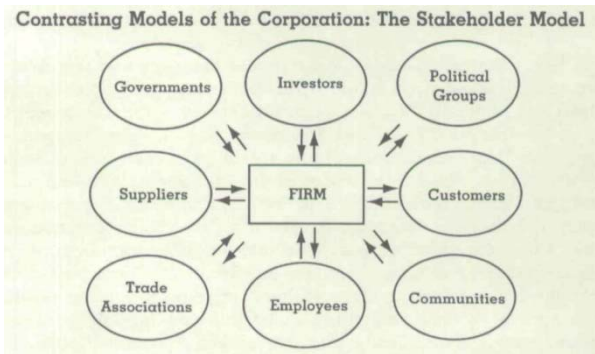 Contrasting Models of the Corporation: The Stakeholder Model
Governments
Investors
Political
Groups
Suppliers
FIRM
Customers
Trade
Associations
Employees
Communities